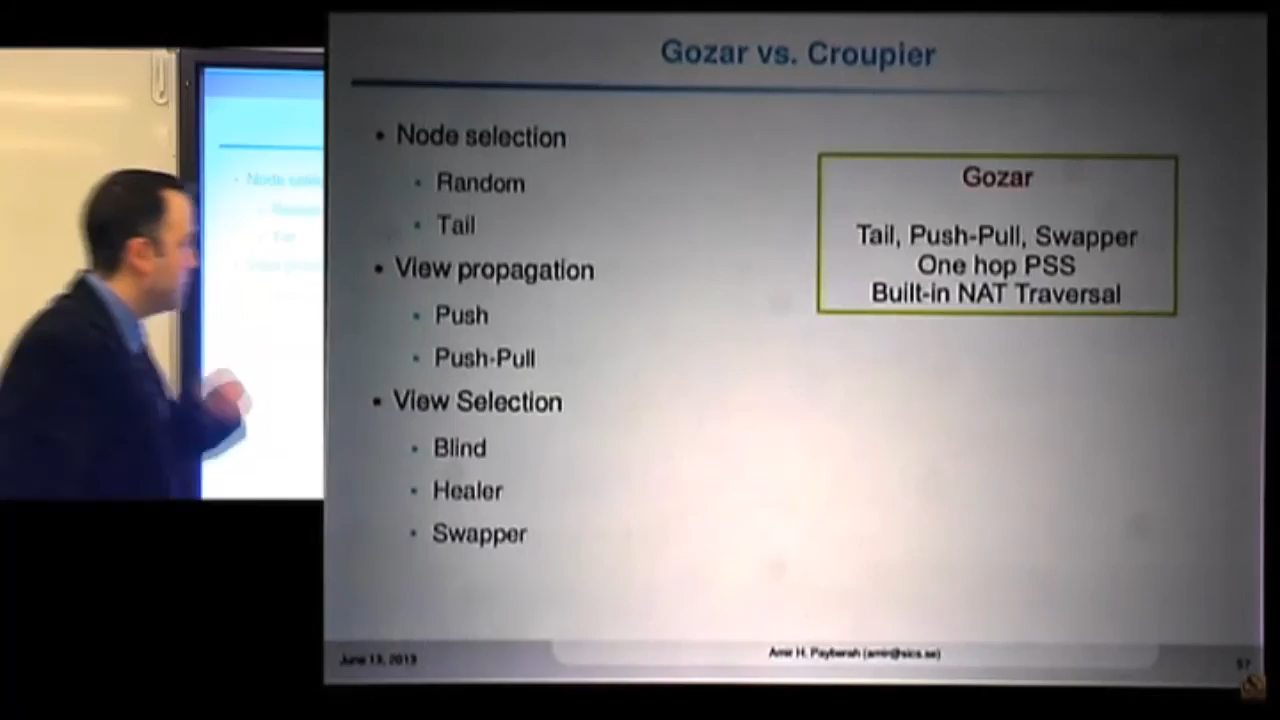 Gozar vs. Croupier
• Node selection
• Random
• Tail
• View propagation
• Push
• Push-Pull
• View Selection
• Blind
• Healer
• Swapper
Gozar
Tail, Push-Pull, Swapper
One hop PSS
Built-in NAT Traversal
June 13, 2013
Amir H. Payberah (amir@sics.se)
57